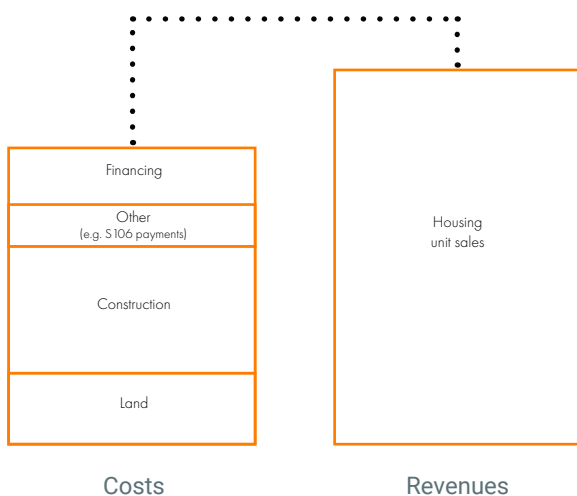 Financing
Other
(e.g. S106 payments)
Construction
Land
Housing
unit sales
Costs
Revenues